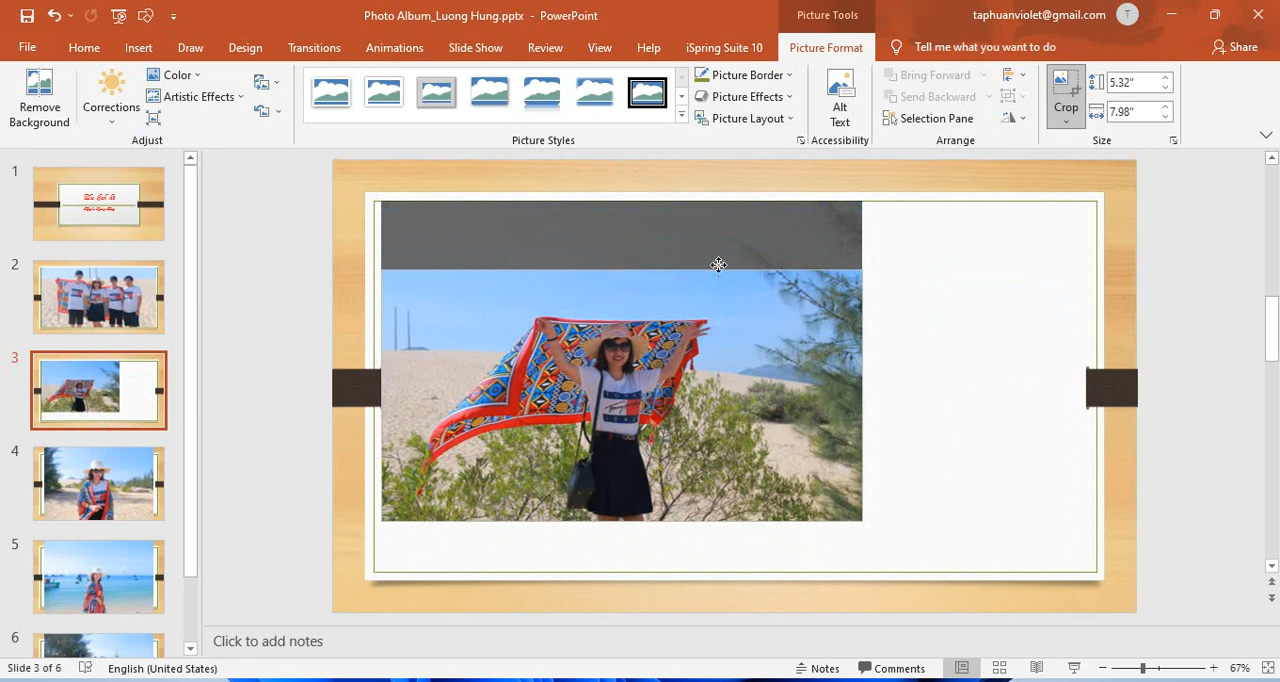 Photo Album_Luong Hung.pptx - PowerPoint
Picture Tools
taphuanviolet@gmail.com
T
File
Home
Insert
Draw
Design
Transitions
Animations
Slide Show
Review
View
Help
iSpring Suite 10
Picture Format
Tell me what you want to do
Share
Remove
Background
Corrections
Color
Artistic Effects
Adjust
Picture Styles
Picture Border
Picture Effects
Picture Layout
Alt
Text
Accessibility
Bring Forward
Send Backward
Selection Pane
Arrange
Crop
5.32"
7.98"
Size
1
2
3
4
5
6
Click to add notes
Slide 3 of 6
English (United States)
Notes
Comments
67%